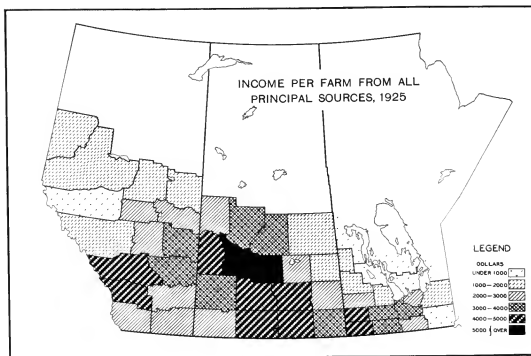 INCOME PER FARM FROM ALL
PRINCIPAL SOURCES, 1925
LEGEND
DOLLARS
UNDER 1000
1000-2000
2000-3000
3000-4000
4000-5000
5000 & OVER